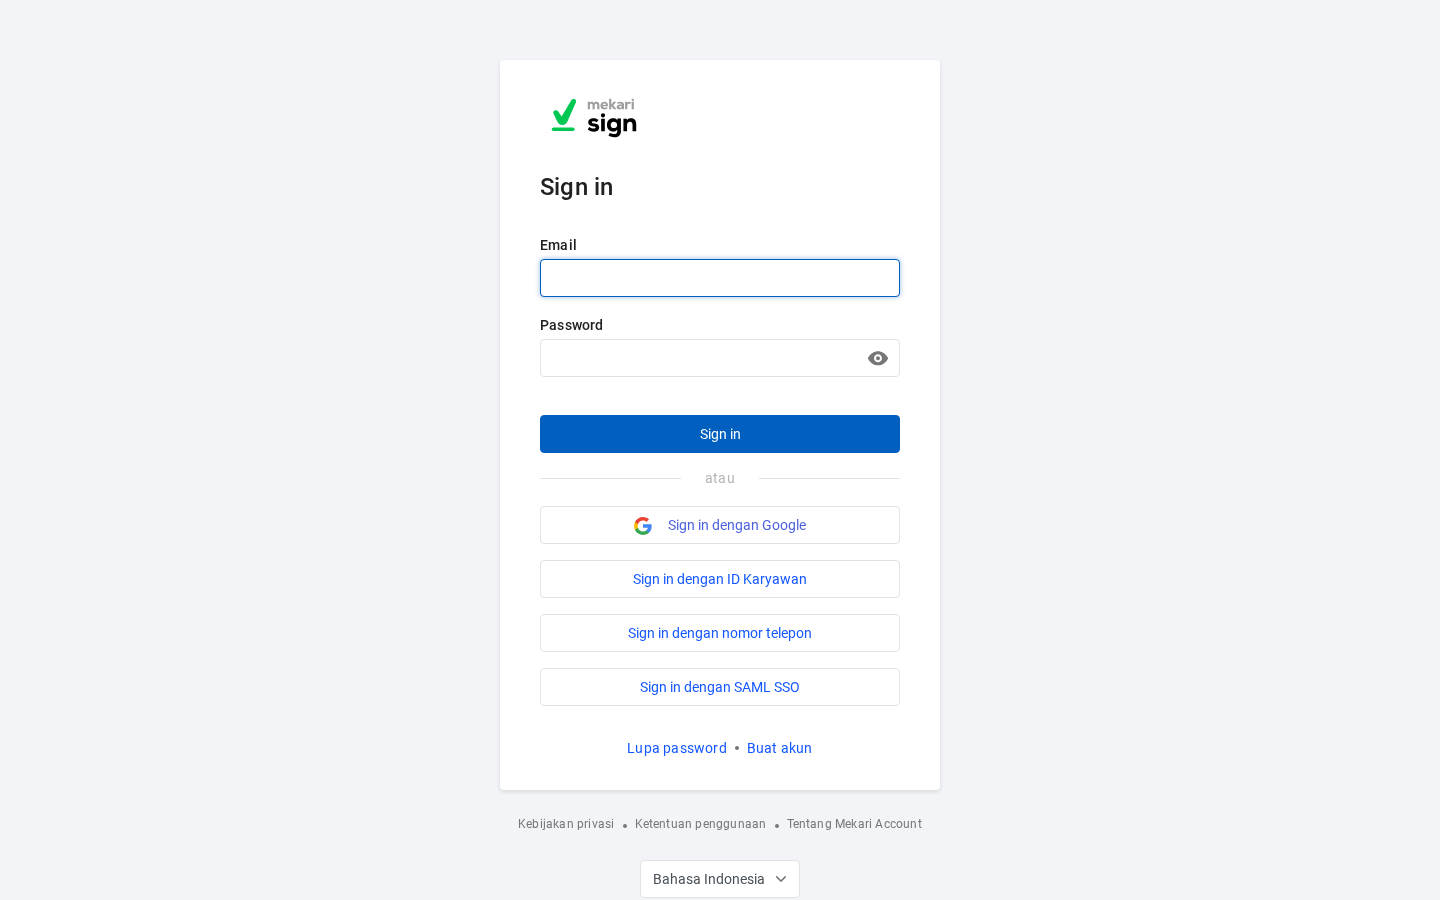 mekari
sign
Sign in
Email
Password
Sign in
atau
Sign in dengan Google
Sign in dengan ID Karyawan
Sign in dengan nomor telepon
Sign in dengan SAML SSO
Lupa password • Buat akun
Kebijakan privasi • Ketentuan penggunaan • Tentang Mekari Account
Bahasa Indonesia